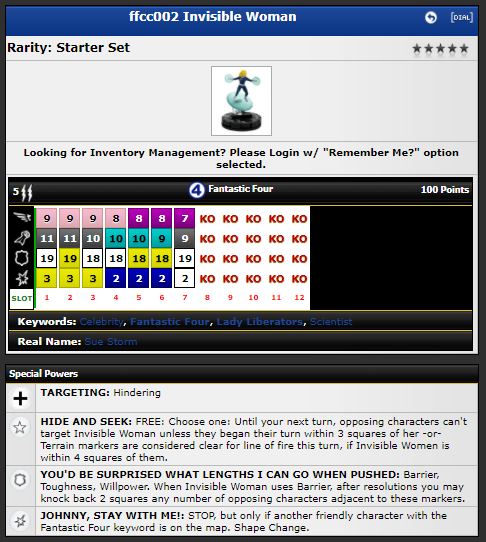 ffcc002 Invisible Woman
[DIAL]
Rarity: Starter Set
Looking for Inventory Management? Please Login w/ "Remember Me?" option
selected.
5 4 Fantastic Four 100 Points
9 9 9 8 8 8 7 KO KO KO KO KO
11 11 10 10 10 9 9 KO KO KO KO KO
19 19 18 18 18 18 19 KO KO KO KO KO
3 3 3 2 2 2 2 KO KO KO KO KO
SLOT 1 2 3 4 5 6 7 8 9 10 11 12
Keywords: Celebrity, Fantastic Four, Lady Liberators, Scientist
Real Name: Sue Storm
Special Powers
TARGETING: Hindering
HIDE AND SEEK: FREE: Choose one: Until your next turn, opposing characters can't
target Invisible Woman unless they began their turn within 3 squares of her -or-
Terrain markers are considered clear for line of fire this turn, if Invisible Women is
within 4 squares of them.
YOU'D BE SURPRISED WHAT LENGTHS I CAN GO WHEN PUSHED: Barrier,
Toughness, Willpower. When Invisible Woman uses Barrier, after resolutions you may
knock back 2 squares any number of opposing characters adjacent to these markers.
JOHNNY, STAY WITH ME!: STOP, but only if another friendly character with the
Fantastic Four keyword is on the map. Shape Change.